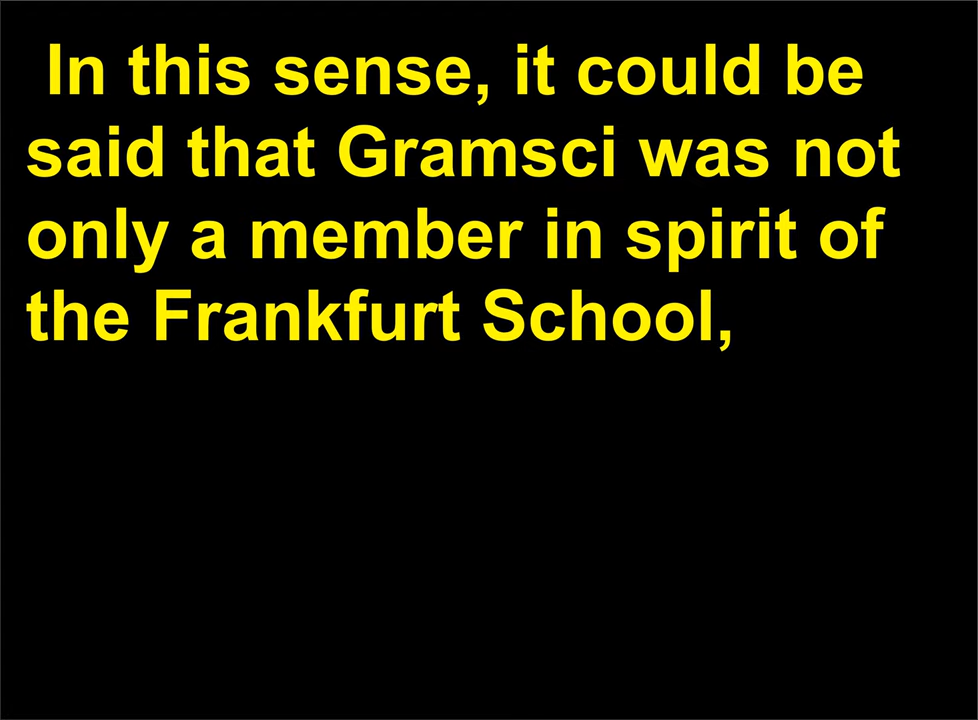 In this sense, it could be
said that Gramsci was not
only a member in spirit of
the Frankfurt School,